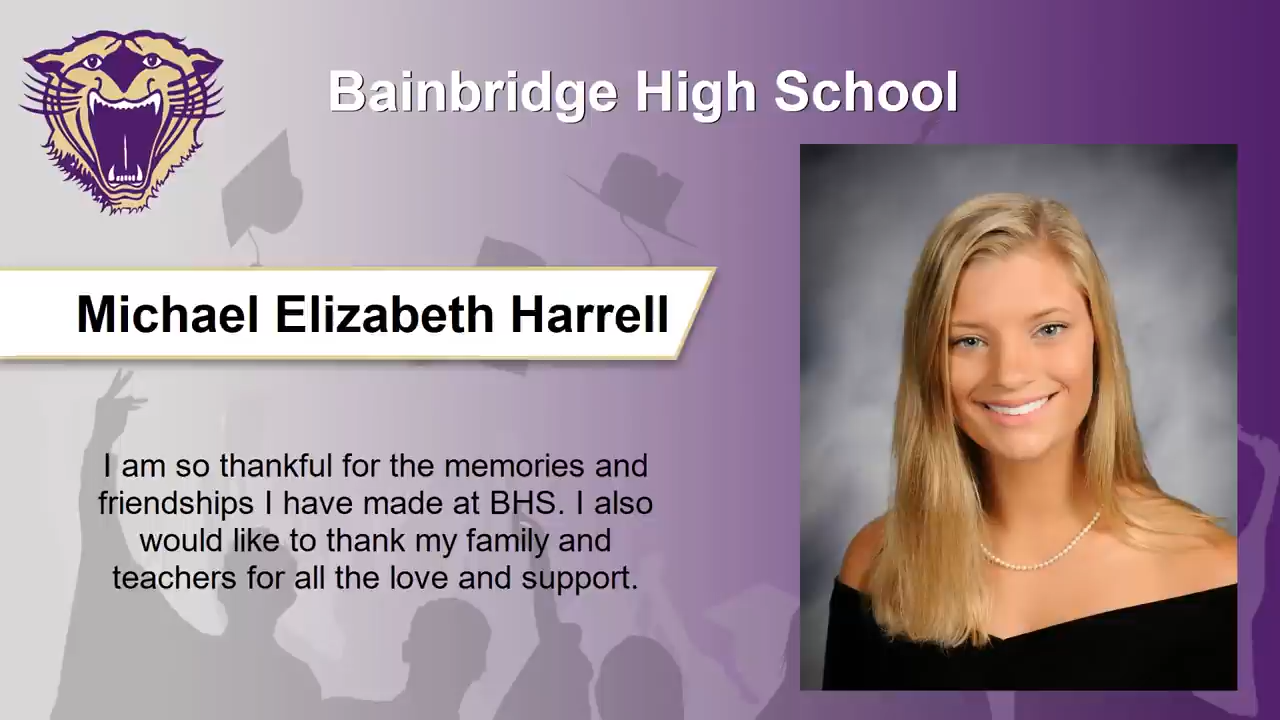 Bainbridge High School
Michael Elizabeth Harrell
I am so thankful for the memories and
friendships I have made at BHS. I also
would like to thank my family and
teachers for all the love and support.